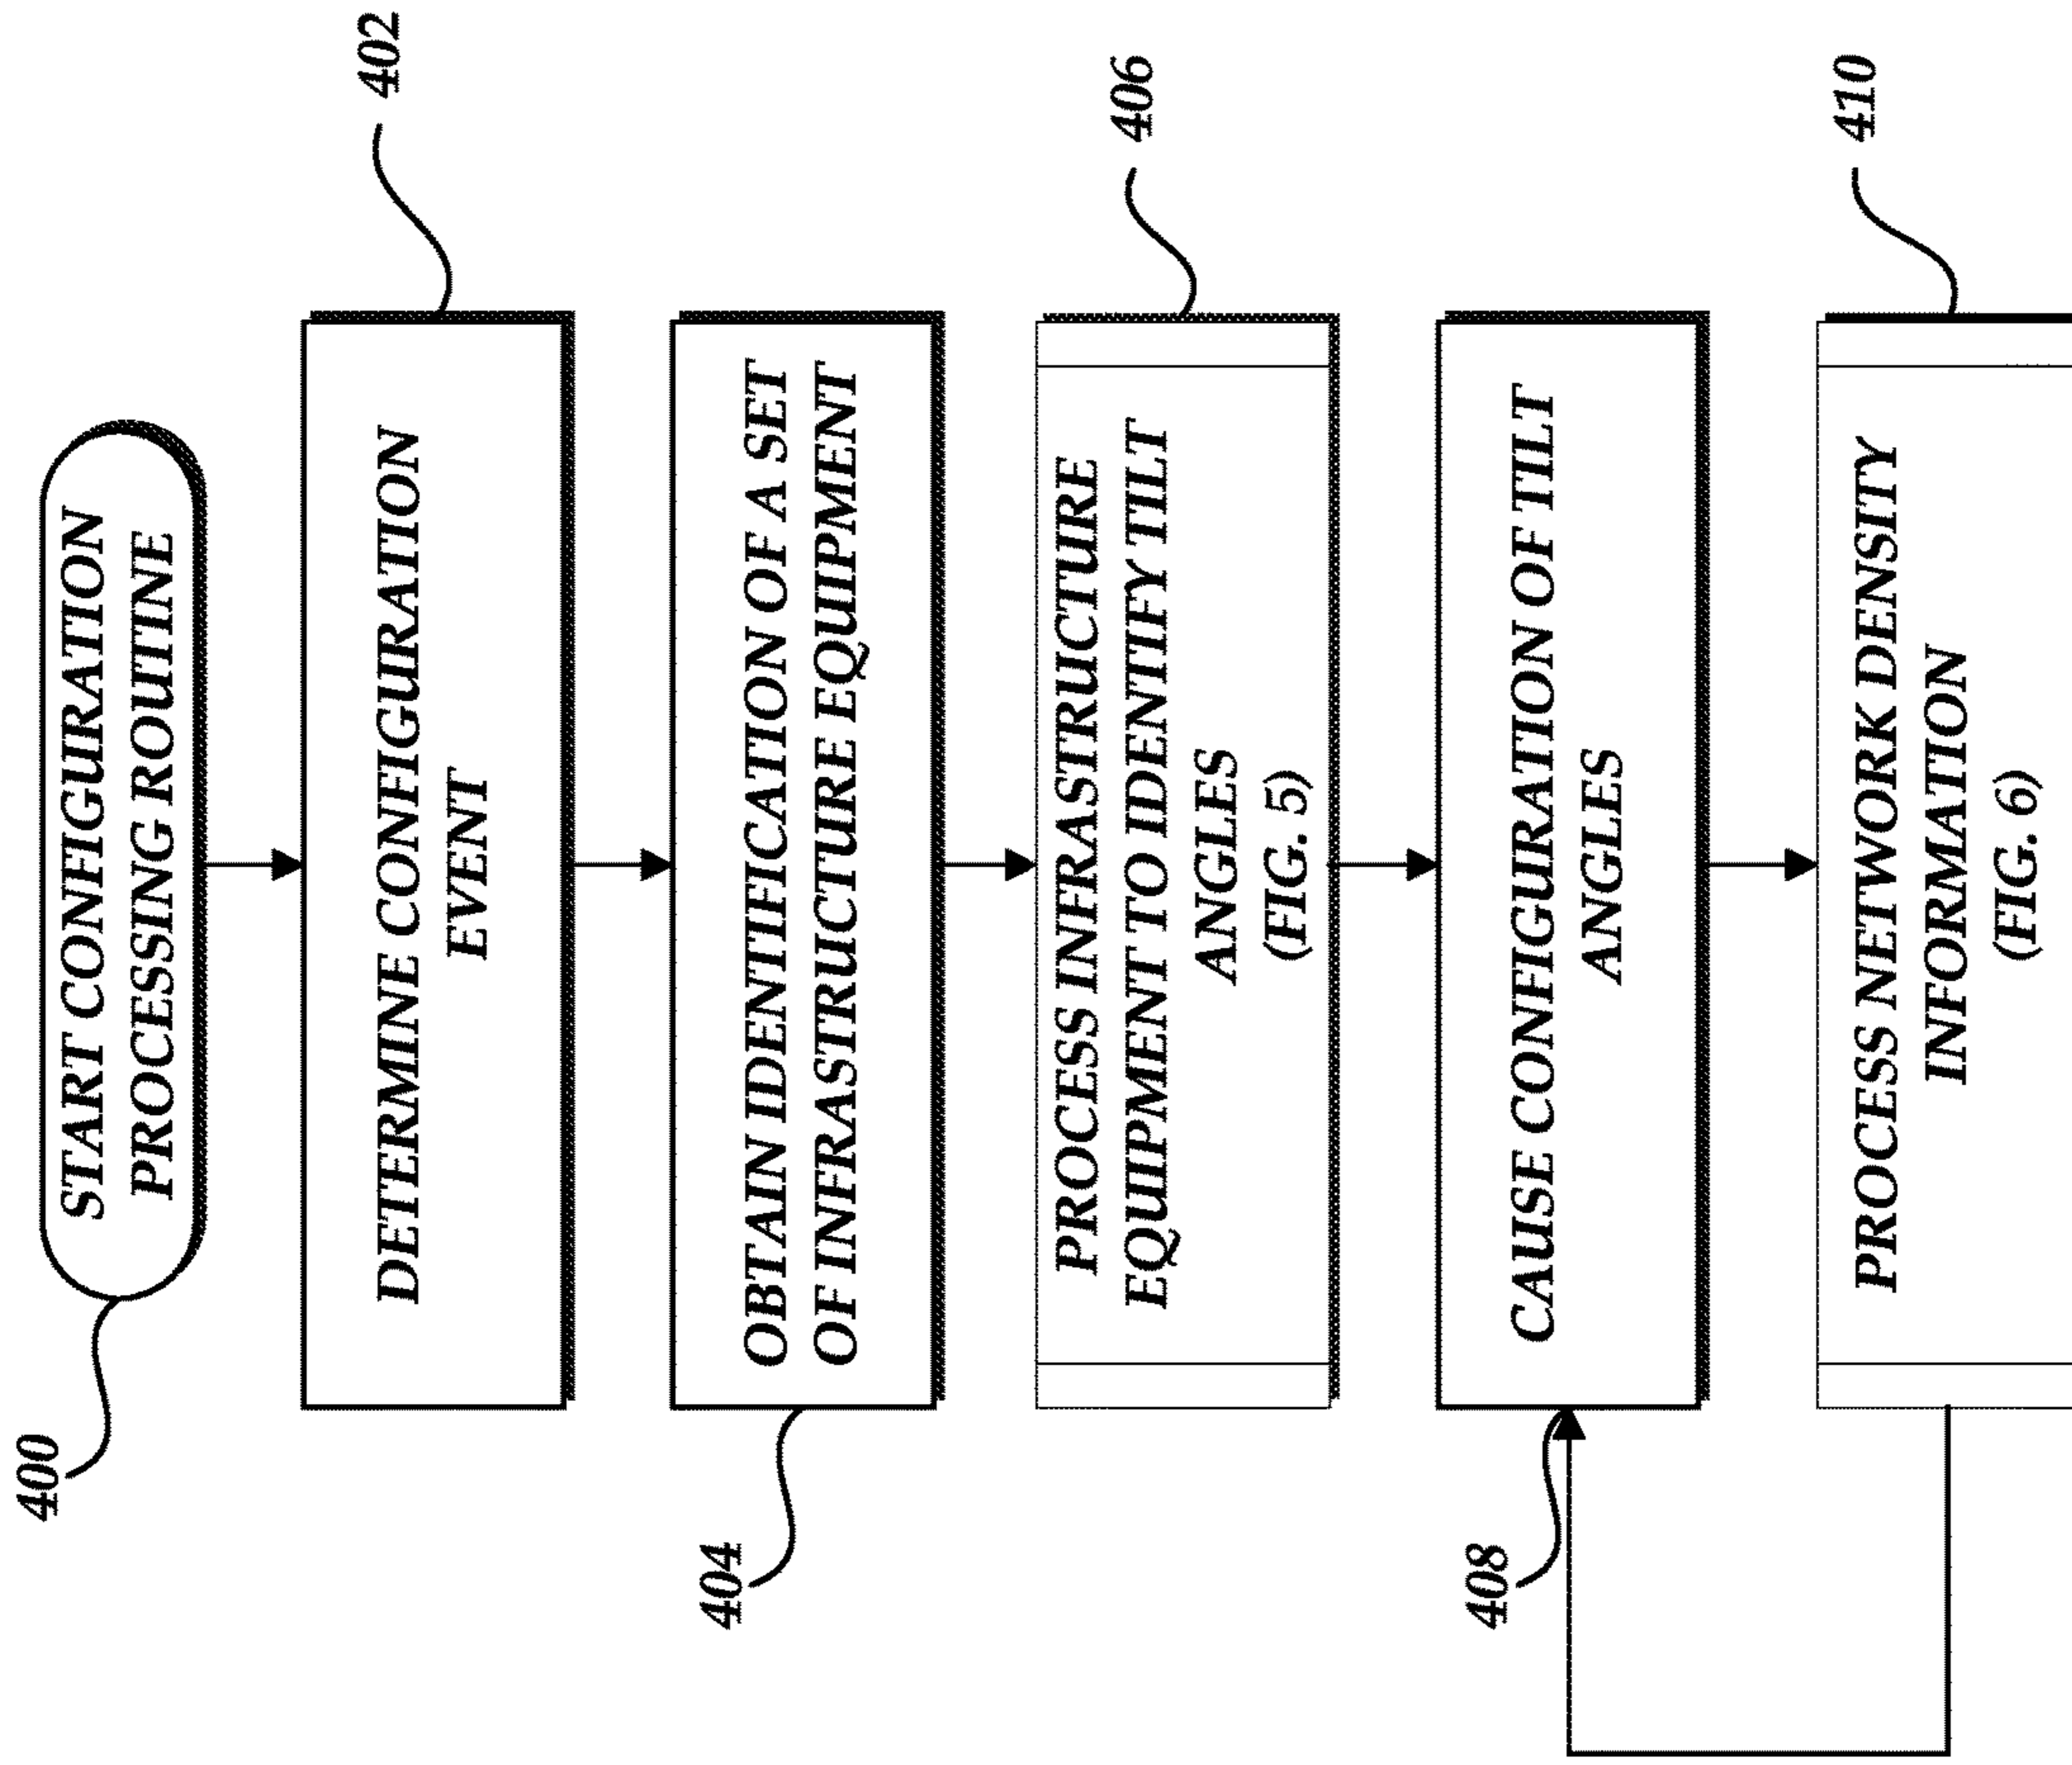 400
START CONFIGURATION
PROCESSING ROUTINE
402
DETERMINE CONFIGURATION
EVENT
404
OBTAIN IDENTIFICATION OF A SET
OF INFRASTRUCTURE EQUIPMENT
406
PROCESS INFRASTRUCTURE
EQUIPMENT TO IDENTIFY TILT
ANGLES
(FIG. 5)
408
CAUSE CONFIGURATION OF TILT
ANGLES
410
PROCESS NETWORK DENSITY
INFORMATION
(FIG. 6)